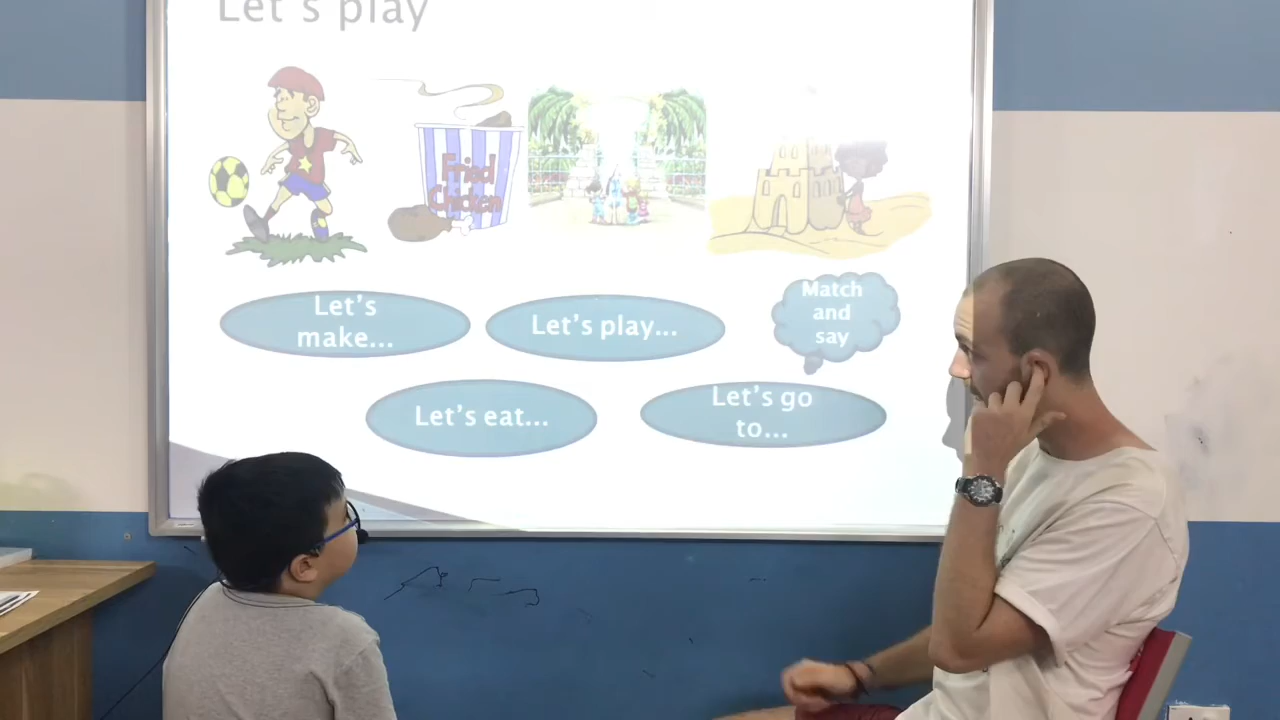 Let's play
Fried
Chicken
Let's
make...
Let's play...
Match
and
say
Let's eat...
Let's go
to...